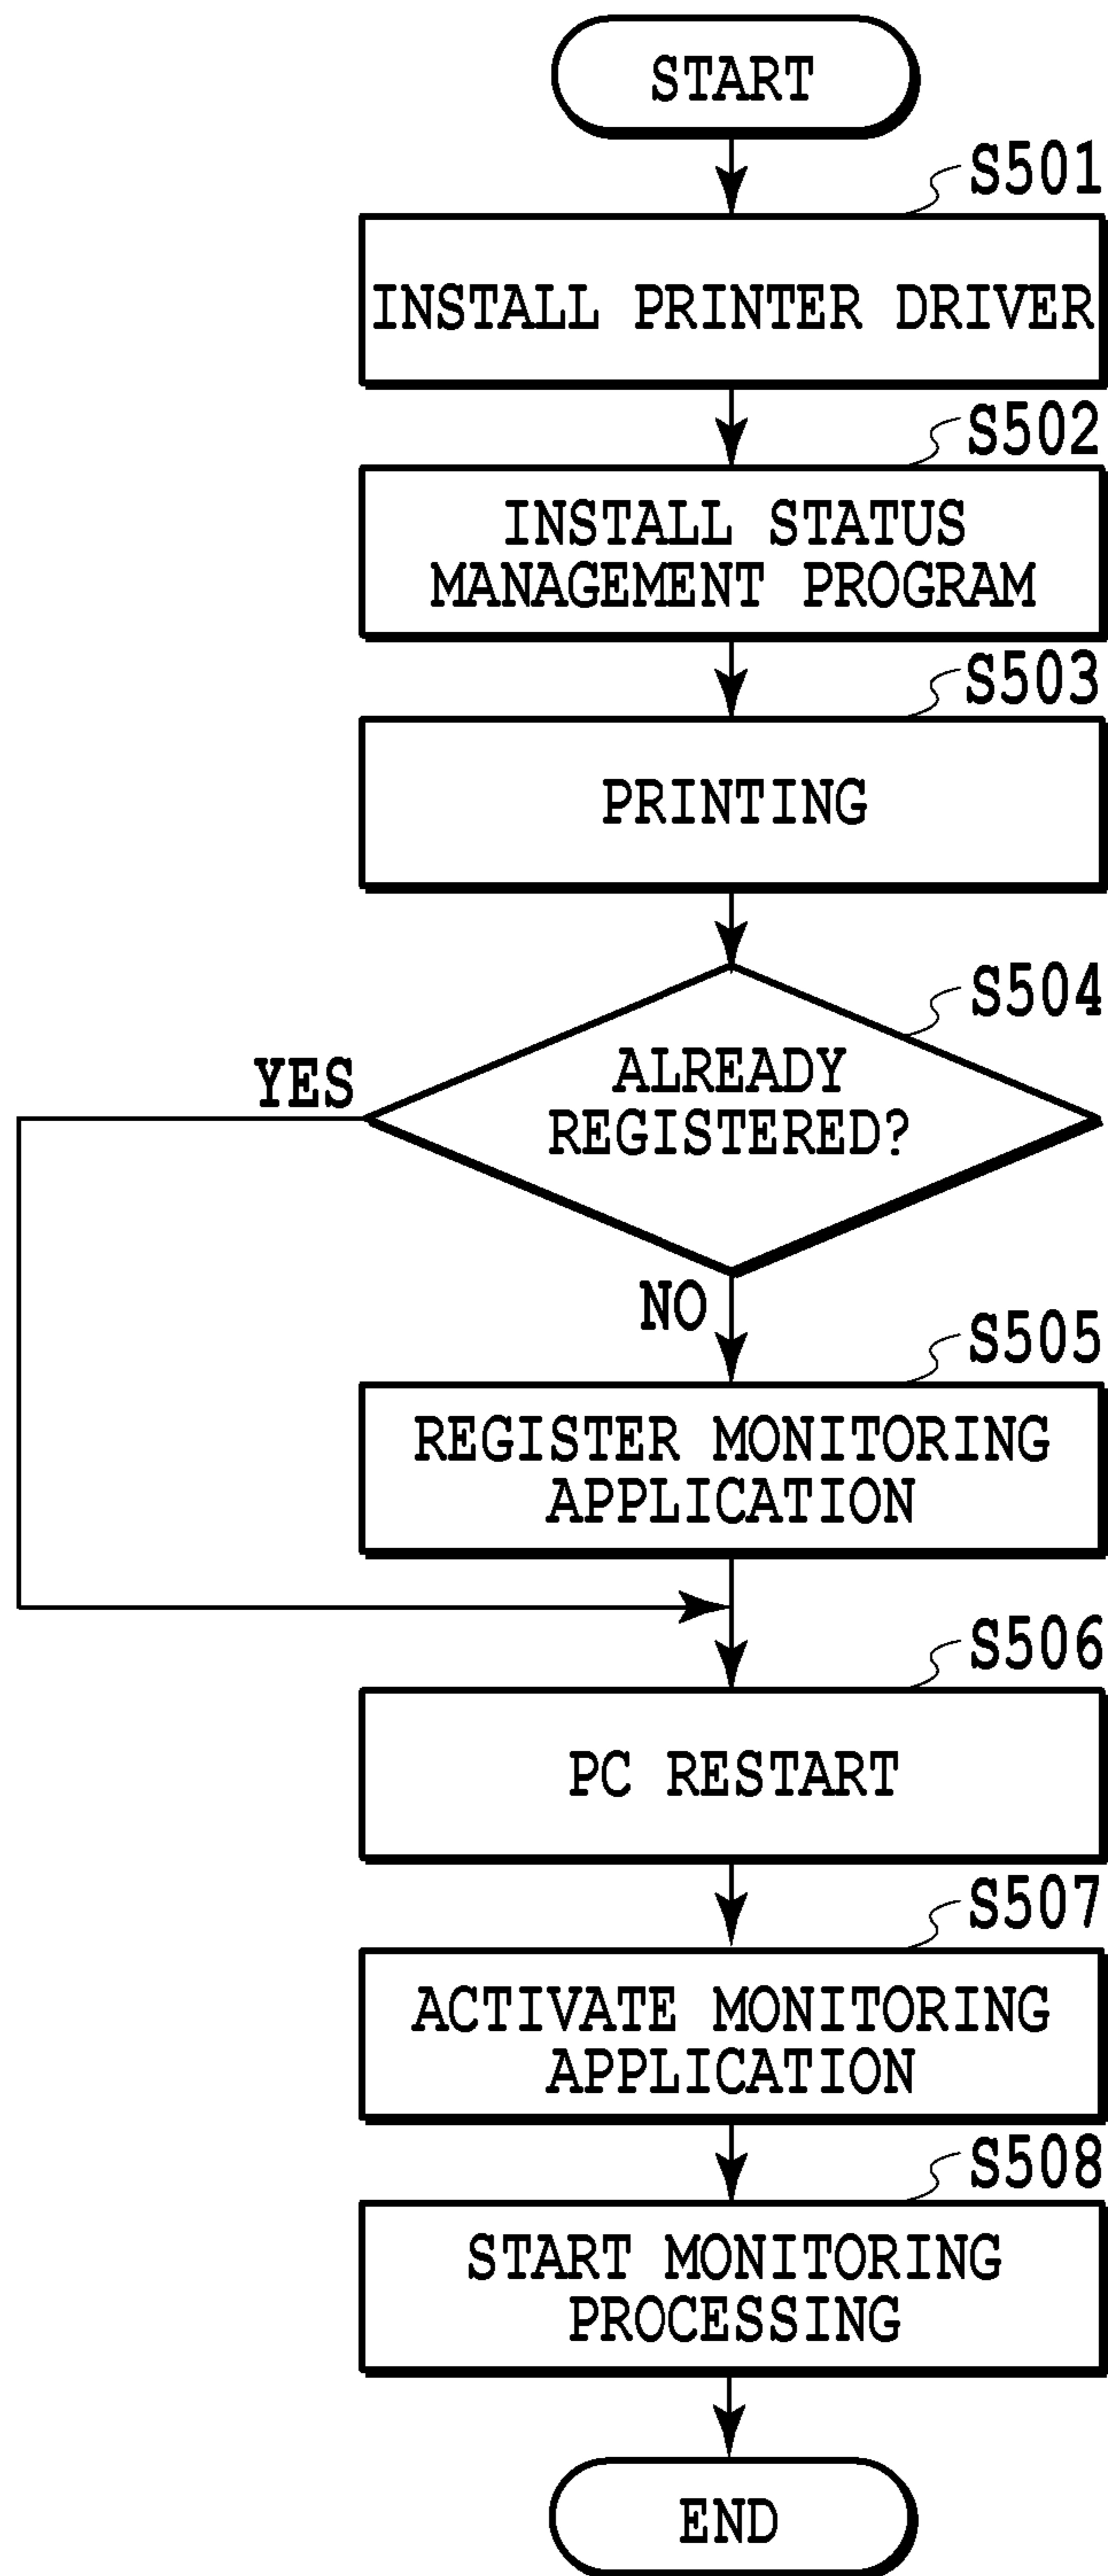 START
S501
INSTALL PRINTER DRIVER
S502
INSTALL STATUS
MANAGEMENT PROGRAM
S503
PRINTING
S504
ALREADY
REGISTERED?
YES
NO
S505
REGISTER MONITORING
APPLICATION
S506
PC RESTART
S507
ACTIVATE MONITORING
APPLICATION
S508
START MONITORING
PROCESSING
END